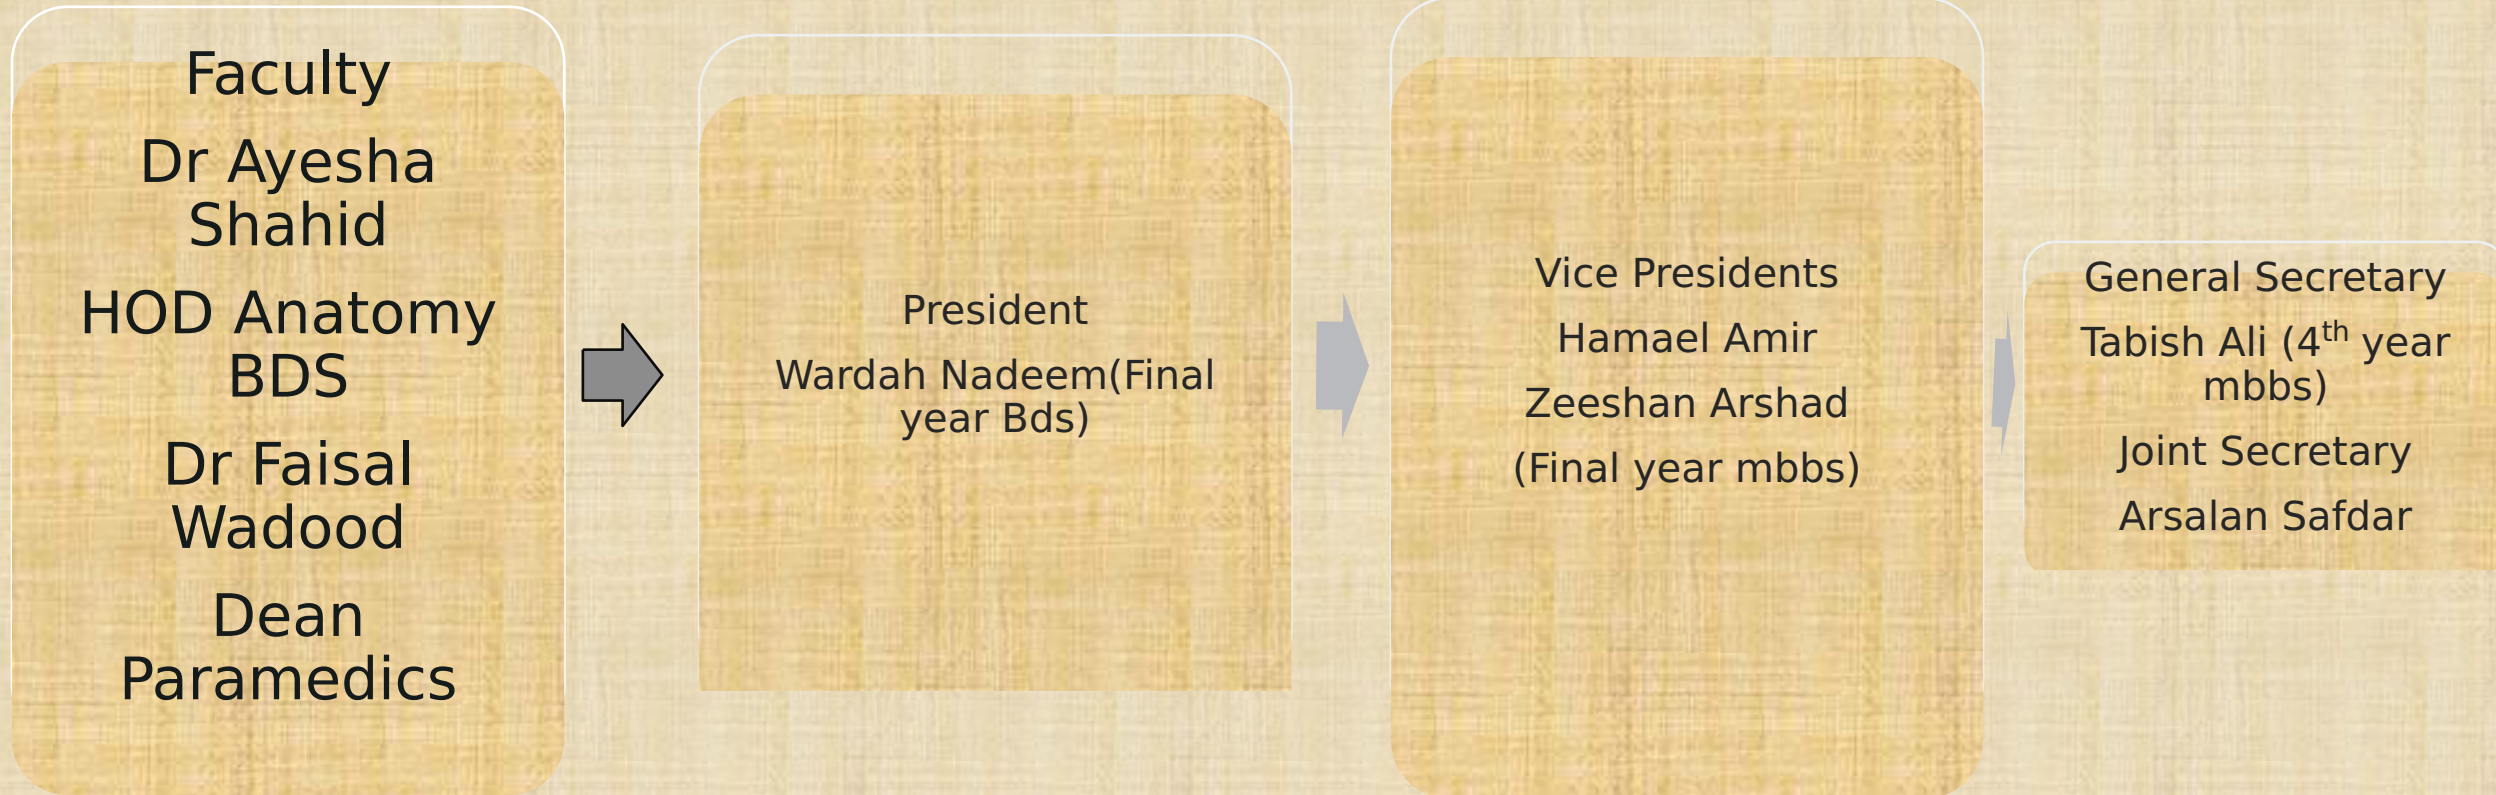 Faculty
Dr Ayesha
Shahid
HOD Anatomy
BDS
Dr Faisal
Wadood
Dean
Paramedics
President
Wardah Nadeem(Final
year Bds)
Vice Presidents
Hamael Amir
Zeeshan Arshad
(Final year mbbs)
General Secretary
Tabish Ali (4th year
mbbs)
Joint Secretary
Arsalan Safdar